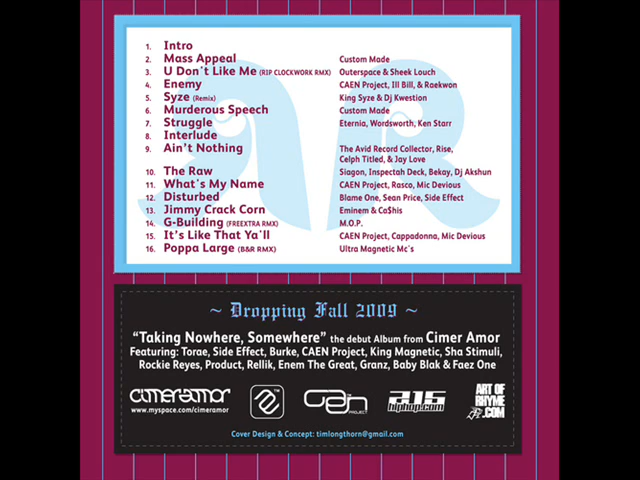 1. Intro
2. Mass Appeal Custom Made
3. U Don't Like Me (RIP CLOCKWORK RMX) Outerspace & Sheek Louch
4. Enemy CAEN Project, Ill Bill, & Raekwon
5. Syze (Remix) King Syze & Dj Kwestion
6. Murderous Speech Custom Made
7. Struggle Eternia, Wordsworth, Ken Starr
8. Interlude
9. Ain't Nothing The Avid Record Collector, Rise,
Celph Titled, & Jay Love
10. The Raw Siagon, Inspectah Deck, Bekay, Dj Akshun
11. What's My Name CAEN Project, Rasco, Mic Devious
12. Disturbed Blame One, Sean Price, Side Effect
13. Jimmy Crack Corn Eminem & Ca$his
14. G-Building (FREEXTRA RMX) M.O.P.
15. It's Like That Ya'll CAEN Project, Cappadonna, Mic Devious
16. Poppa Large (B&R RMX) Ultra Magnetic Mc's
~ Dropping Fall 2009 ~
"Taking Nowhere, Somewhere" the debut Album from Cimer Amor
Featuring: Torae, Side Effect, Burke, CAEN Project, King Magnetic, Sha Stimuli,
Rockie Reyes, Product, Rellik, Enem The Great, Granz, Baby Blak & Faez One
cimeramor
www.myspace.com/cimeramor
TM
caen
PROJECT
215
hiphop.com
ART OF
RHYME
.COM
Cover Design & Concept: timlongthorn@gmail.com